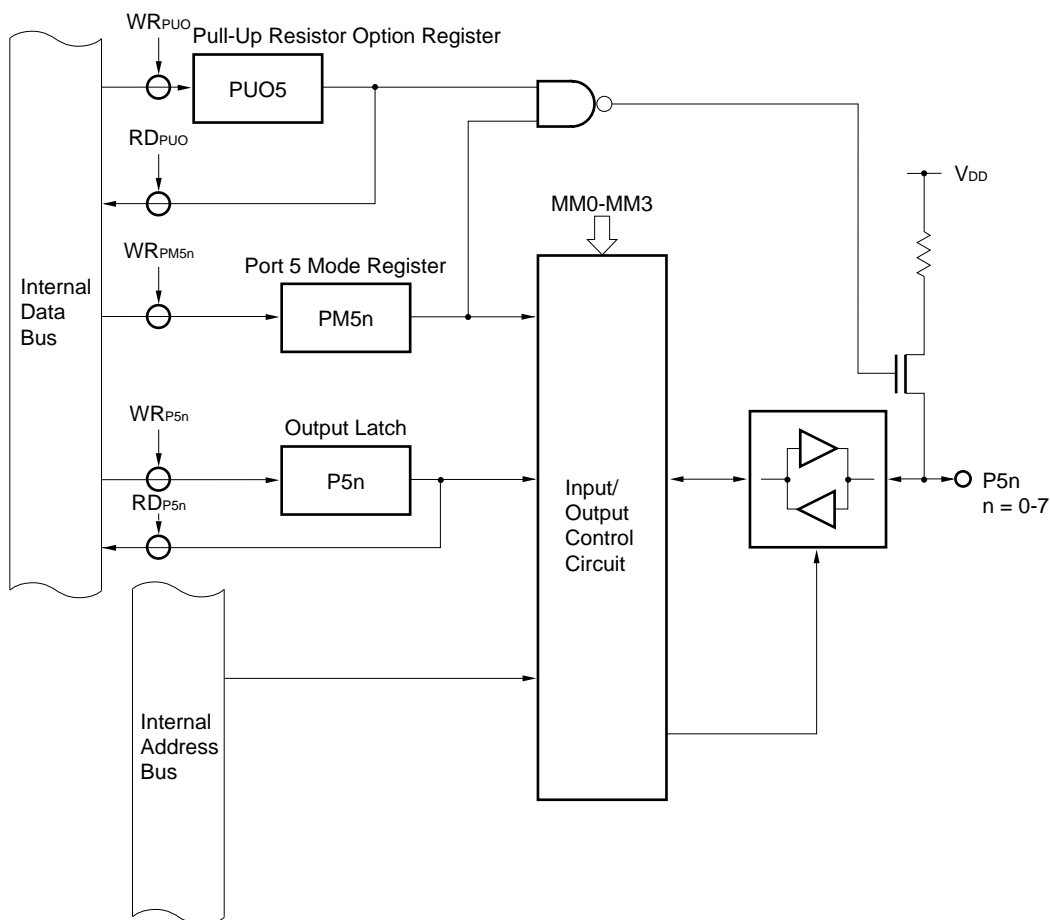 WRPUO
Pull-Up Resistor Option Register
PUO5
RDPUO
VDD
MM0-MM3
WRPM5n
Port 5 Mode Register
Internal
Data
Bus
PM5n
WRP5n
Output Latch
P5n
RDP5n
Input/
Output
Control
Circuit
P5n
n = 0-7
Internal
Address
Bus